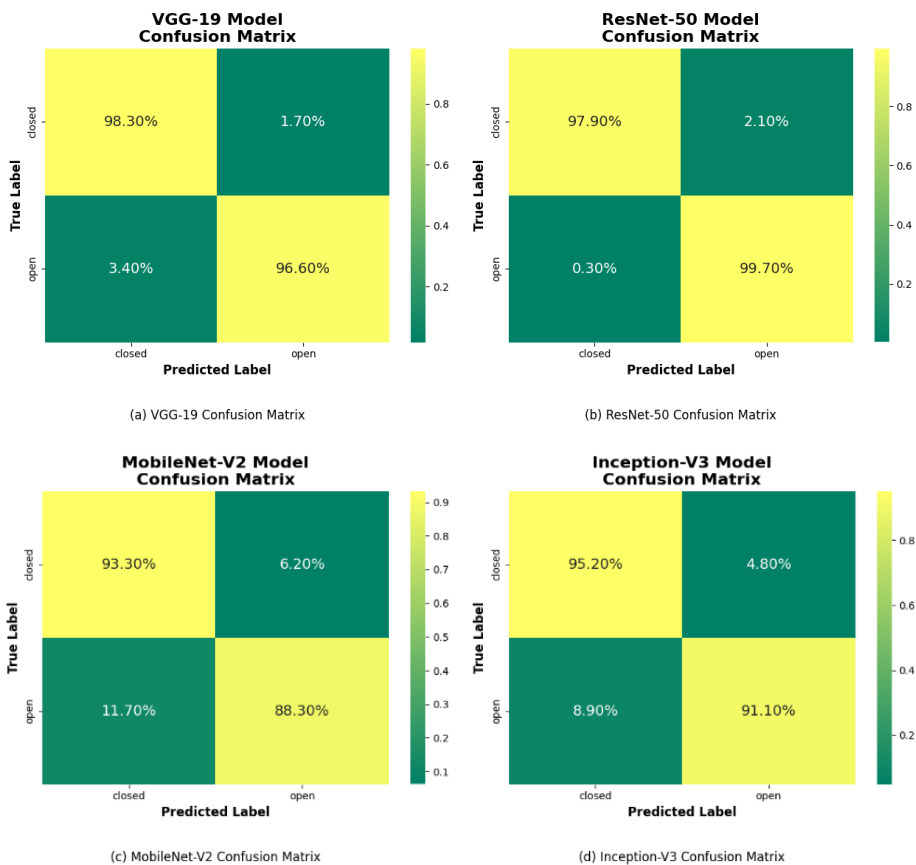 VGG-19 Model
Confusion Matrix
True Label
closed
open
98.30%
1.70%
3.40%
96.60%
0.8
0.6
0.4
0.2
closed
open
Predicted Label
(a) VGG-19 Confusion Matrix
ResNet-50 Model
Confusion Matrix
True Label
closed
open
97.90%
2.10%
0.30%
99.70%
0.8
0.6
0.4
0.2
closed
open
Predicted Label
(b) ResNet-50 Confusion Matrix
MobileNet-V2 Model
Confusion Matrix
True Label
closed
open
93.30%
6.20%
11.70%
88.30%
0.9
0.8
0.7
0.6
0.5
0.4
0.3
0.2
0.1
closed
open
Predicted Label
(c) MobileNet-V2 Confusion Matrix
Inception-V3 Model
Confusion Matrix
True Label
closed
open
95.20%
4.80%
8.90%
91.10%
0.8
0.6
0.4
0.2
closed
open
Predicted Label
(d) Inception-V3 Confusion Matrix